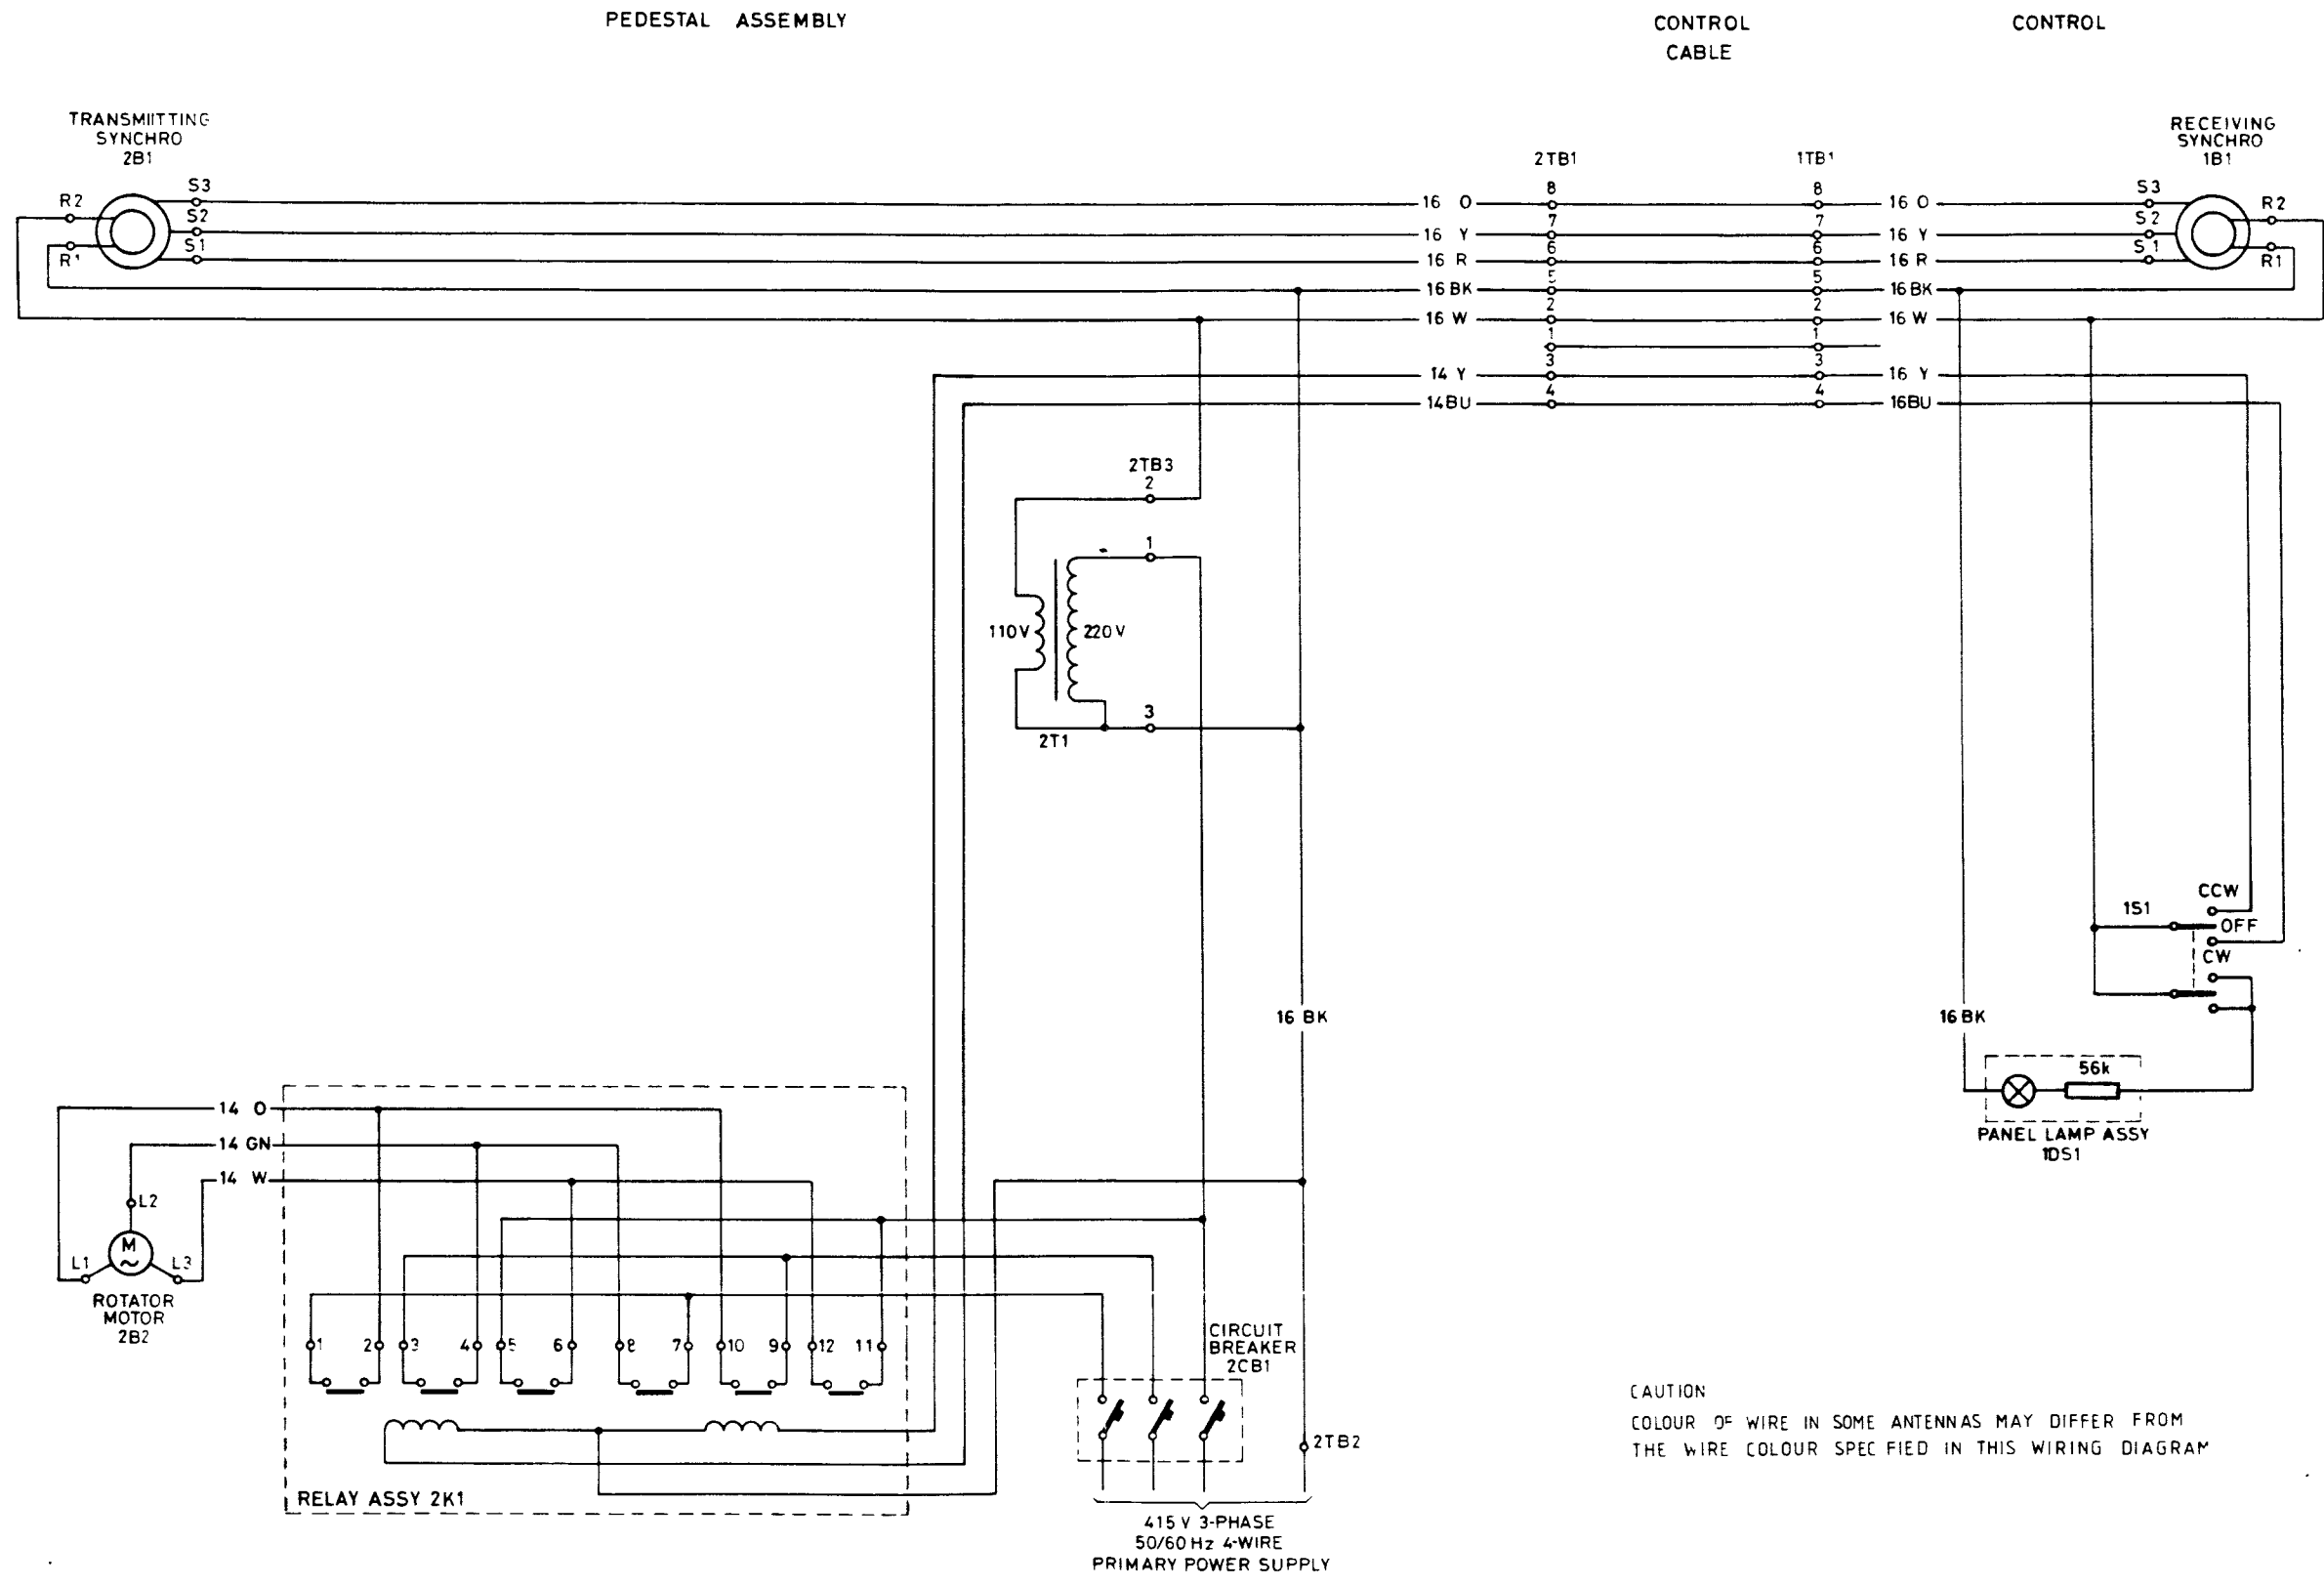 PEDESTAL ASSEMBLY
CONTROL
CABLE
CONTROL
TRANSMITTING
SYNCHRO
2B1
R2
R1
S3
S2
S1
2TB1
1TB1
RECEIVING
SYNCHRO
1B1
S3
S2
S1
R2
R1
16 O
8
8
16 O
16 Y
7
7
16 Y
16 R
6
6
16 R
16 BK
5
5
16 BK
16 W
2
2
16 W
1
1
14 Y
3
3
16 Y
14BU
4
4
16BU
2TB3
2
1
110V
220V
3
2T1
16 BK
16 BK
CCW
1S1
OFF
CW
56k
PANEL LAMP ASSY
1DS1
14 O
14 GN
14 W
L2
M
~
L1
L3
ROTATOR
MOTOR
2B2
1 2 3 4 5 6 8 7 10 9 12 11
RELAY ASSY 2K1
CIRCUIT
BREAKER
2CB1
2TB2
415 V 3-PHASE
50/60 Hz 4-WIRE
PRIMARY POWER SUPPLY
CAUTION
COLOUR OF WIRE IN SOME ANTENNAS MAY DIFFER FROM
THE WIRE COLOUR SPEC FIED IN THIS WIRING DIAGRAM